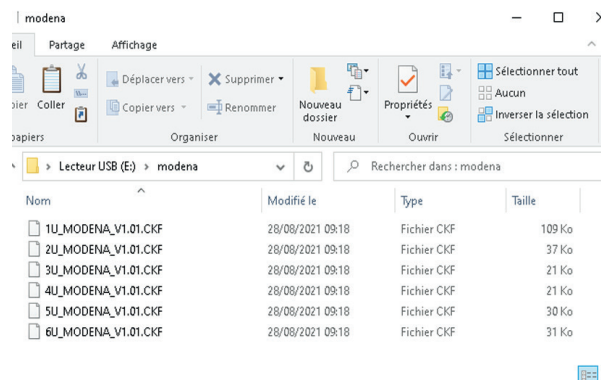 modena
eil Partage Affichage
Déplacer vers Supprimer Sélectionner tout
Aucun
pier Coller Copier vers Renommer Nouveau dossier Propriétés Inverser la sélection
papiers Organiser Nouveau Ouvrir Sélectionner
Lecteur USB (E:) > modena Rechercher dans : modena
Nom Modifié le Type Taille
1U_MODENA_V1.01.CKF 28/08/2021 09:18 Fichier CKF 109 Ko
2U_MODENA_V1.01.CKF 28/08/2021 09:18 Fichier CKF 37 Ko
3U_MODENA_V1.01.CKF 28/08/2021 09:18 Fichier CKF 21 Ko
4U_MODENA_V1.01.CKF 28/08/2021 09:18 Fichier CKF 21 Ko
5U_MODENA_V1.01.CKF 28/08/2021 09:18 Fichier CKF 30 Ko
6U_MODENA_V1.01.CKF 28/08/2021 09:18 Fichier CKF 31 Ko